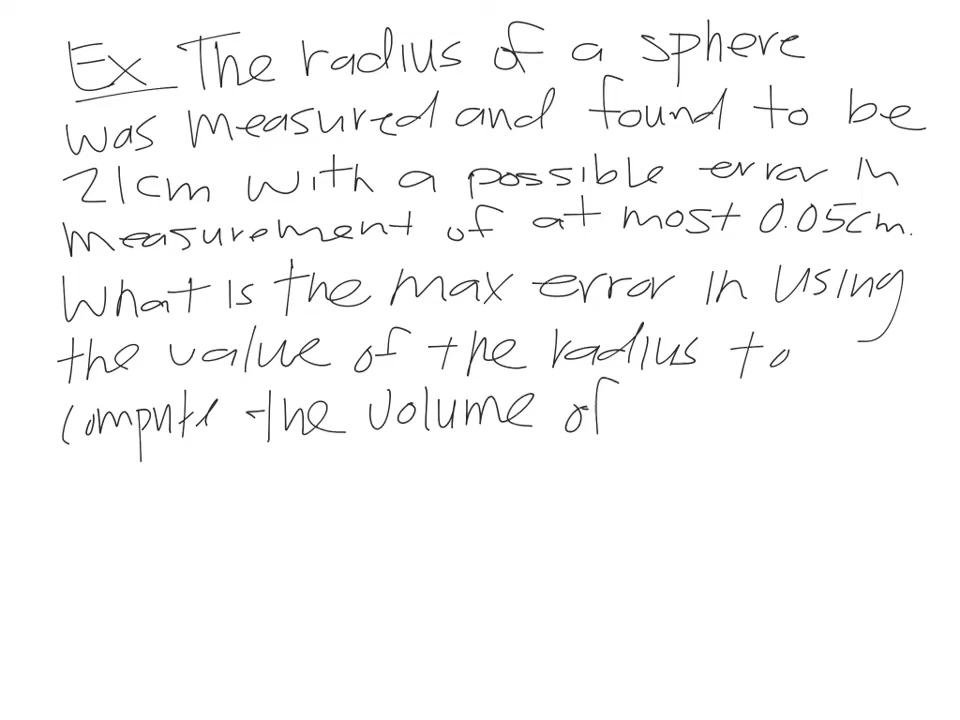 Ex The radius of a sphere
was measured and found to be
21cm with a possible error in
measurement of at most 0.05cm.
What is the max error in using
the value of the radius to
compute the volume of